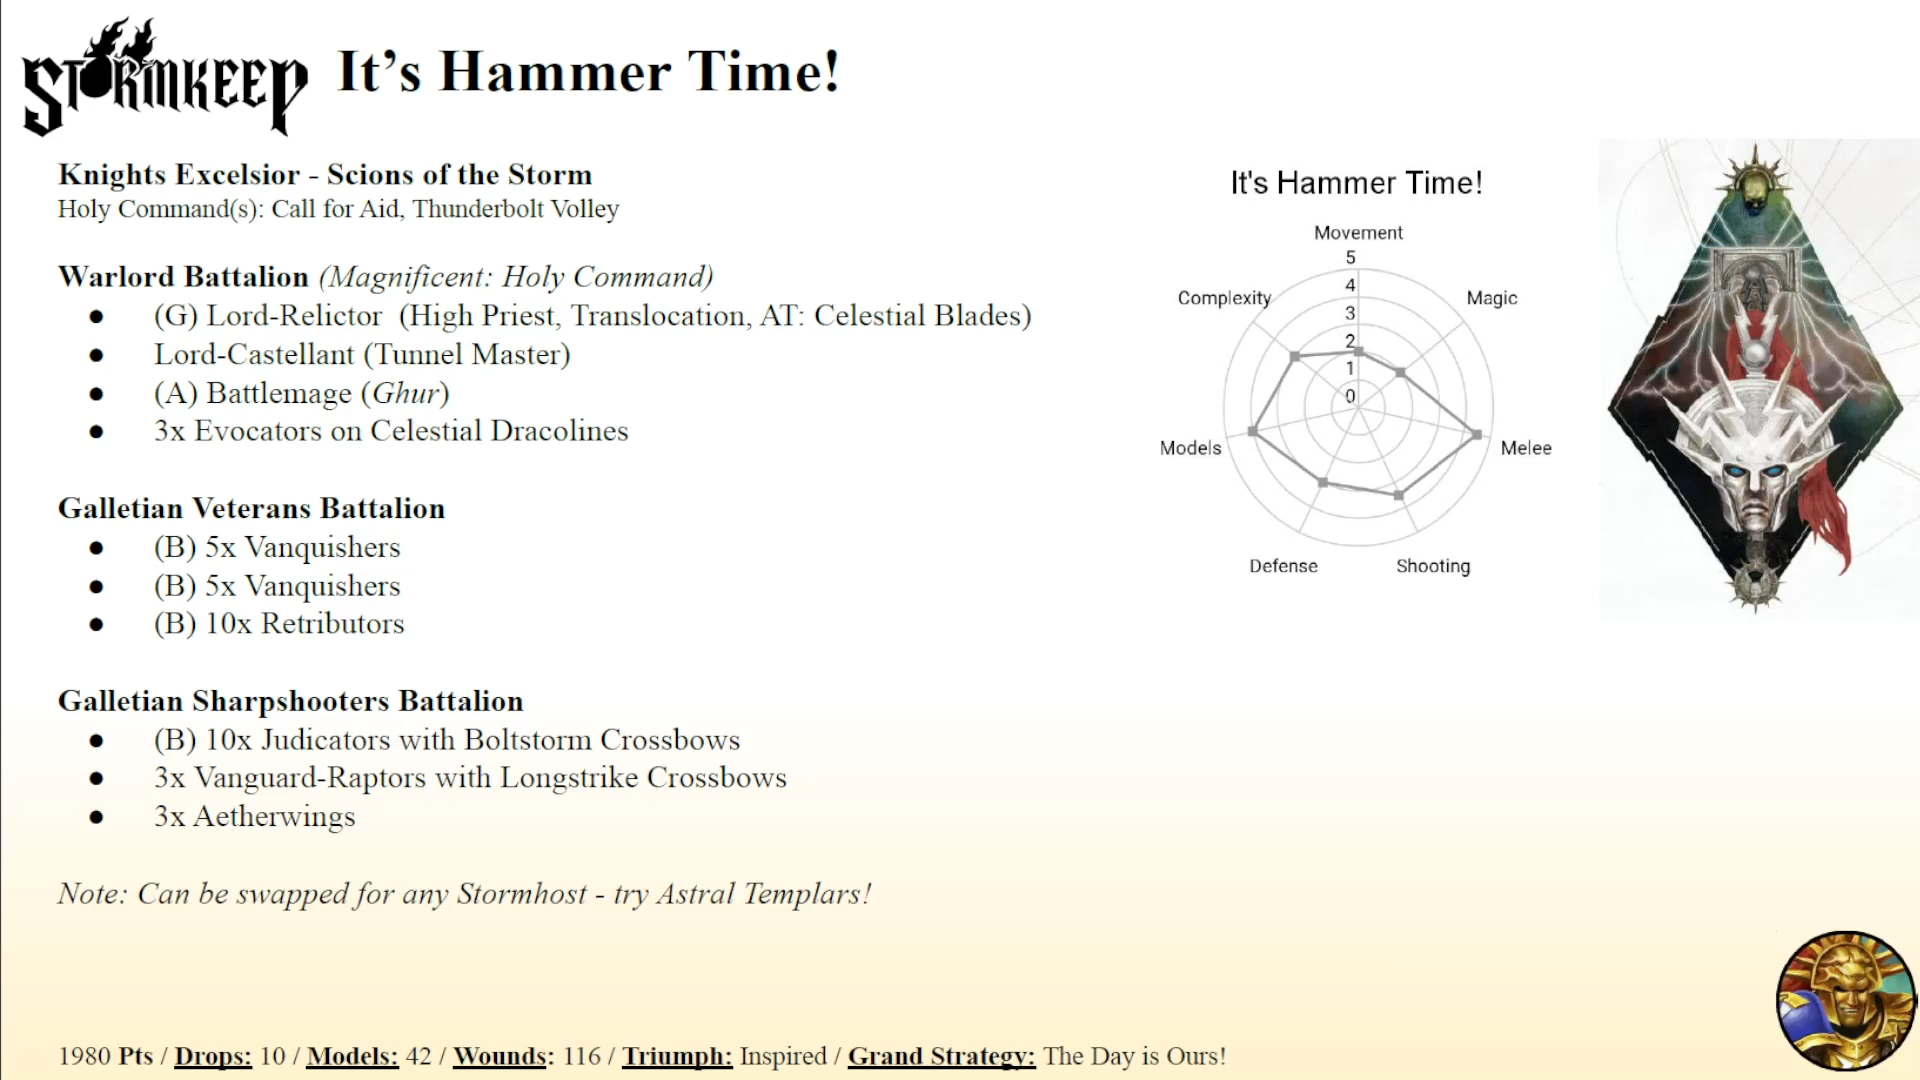 STORMKEEP
It's Hammer Time!
Knights Excelsior - Scions of the Storm
Holy Command(s): Call for Aid, Thunderbolt Volley
Warlord Battalion (Magnificent: Holy Command)
● (G) Lord-Relictor (High Priest, Translocation, AT: Celestial Blades)
● Lord-Castellant (Tunnel Master)
● (A) Battlemage (Ghur)
● 3x Evocators on Celestial Dracolines
Galletian Veterans Battalion
● (B) 5x Vanquishers
● (B) 5x Vanquishers
● (B) 10x Retributors
Galletian Sharpshooters Battalion
● (B) 10x Judicators with Boltstorm Crossbows
● 3x Vanguard-Raptors with Longstrike Crossbows
● 3x Aetherwings
Note: Can be swapped for any Stormhost - try Astral Templars!
It's Hammer Time!
Movement
5
4
3
2
1
0
Complexity
Magic
Models
Melee
Defense
Shooting
1980 Pts / Drops: 10 / Models: 42 / Wounds: 116 / Triumph: Inspired / Grand Strategy: The Day is Ours!